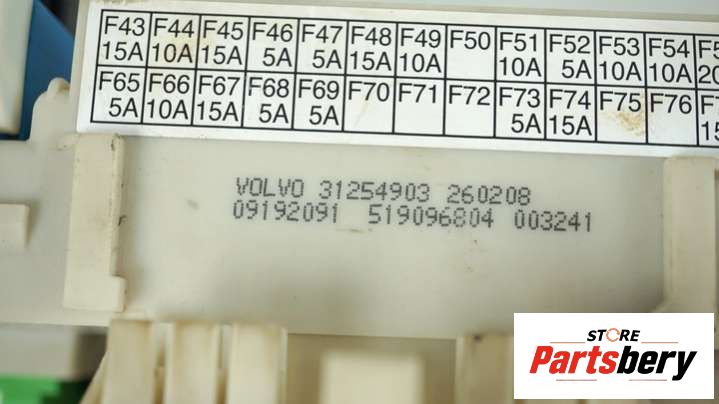 F43 F44 F45 F46 F47 F48 F49 F50 F51 F52 F53 F54
15A 10A 15A 5A 5A 15A 10A 10A 5A 10A 10A
F65 F66 F67 F68 F69 F70 F71 F72 F73 F74 F75 F76
5A 10A 15A 5A 5A 5A 15A
VOLVO 31254903 260208
09192091 519096804 003241
STORE
Partsbery